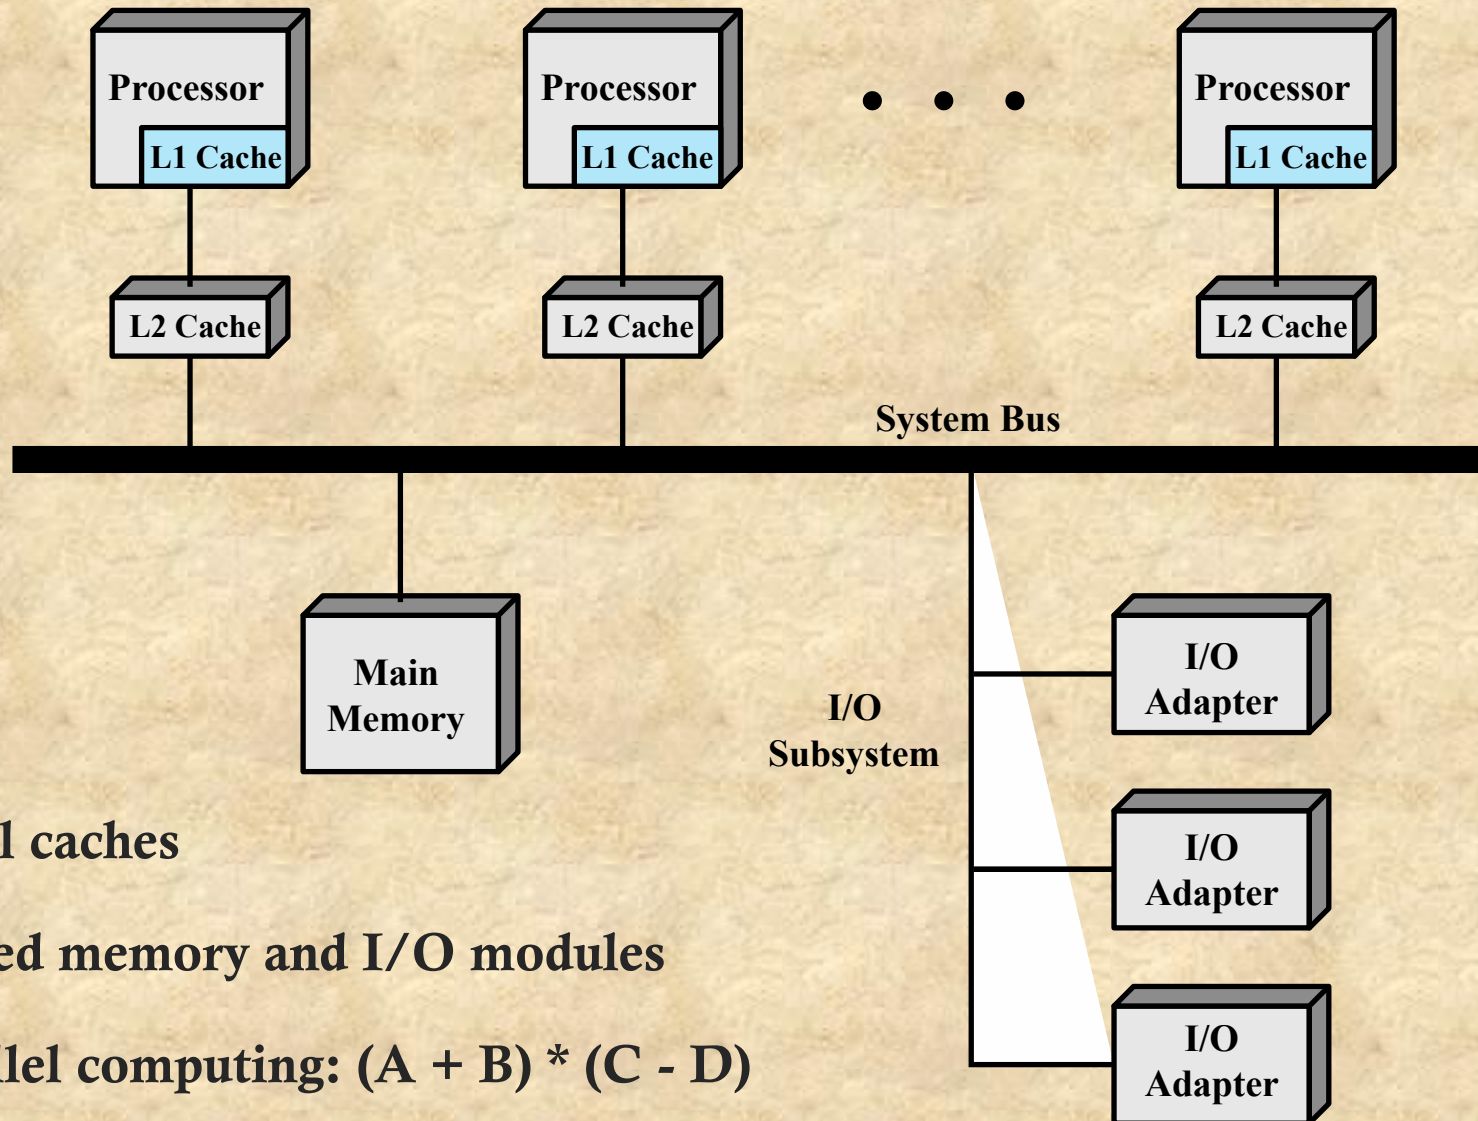 Processor
L1 Cache
L2 Cache
Processor
L1 Cache
L2 Cache
• • •
Processor
L1 Cache
L2 Cache
System Bus
Main
Memory
I/O
Subsystem
I/O
Adapter
I/O
Adapter
I/O
Adapter
caches
memory and I/O modules
computing: (A + B) * (C - D)